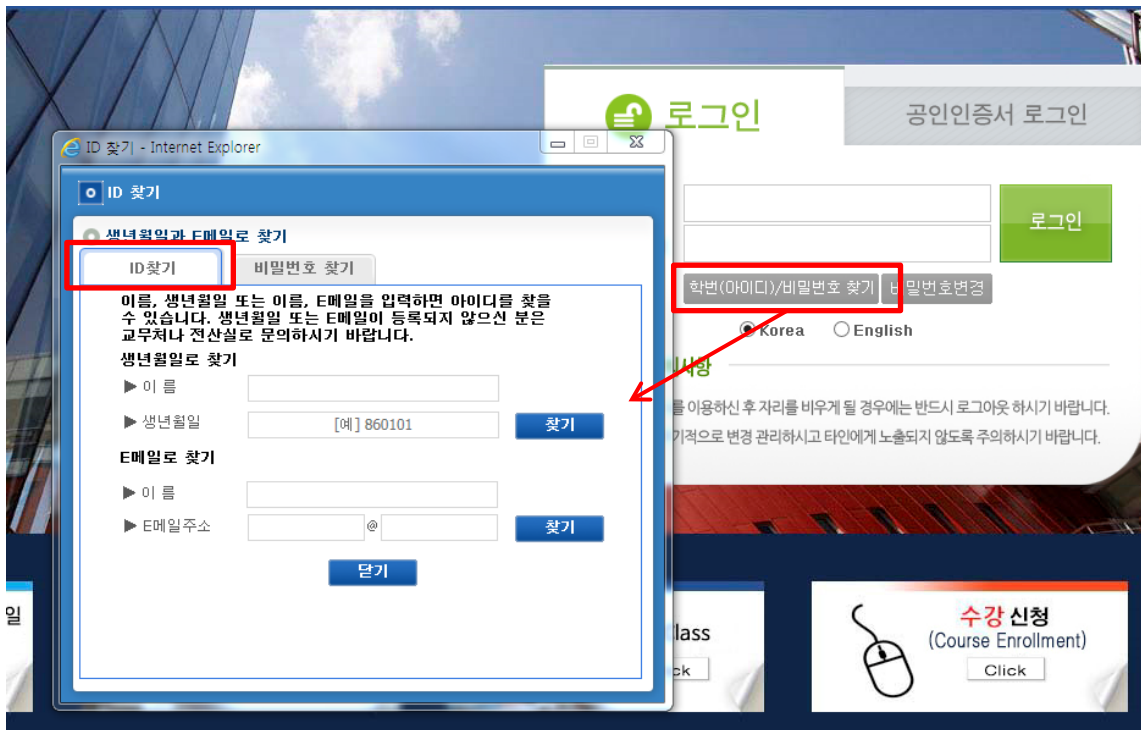 로그인
공인인증서 로그인
ID 찾기 - Internet Explorer
ID 찾기
생년월일과 E메일로 찾기
ID찾기
비밀번호 찾기
이름, 생년월일 또는 이름, E메일을 입력하면 아이디를 찾을
수 있습니다. 생년월일 또는 E메일이 등록되지 않으신 분은
교무처나 전산실로 문의하시기 바랍니다.
생년월일로 찾기
▶ 이 름
▶ 생년월일
[예] 860101
찾기
E메일로 찾기
▶ 이 름
▶ E메일주소
@
찾기
닫기
로그인
학번(아이디)/비밀번호 찾기
비밀번호변경
Korea
English
사항
를 이용하신 후 자리를 비우게 될 경우에는 반드시 로그아웃 하시기 바랍니다.
기적으로 변경 관리하시고 타인에게 노출되지 않도록 주의하시기 바랍니다.
일
lass
ck
수강 신청
(Course Enrollment)
Click